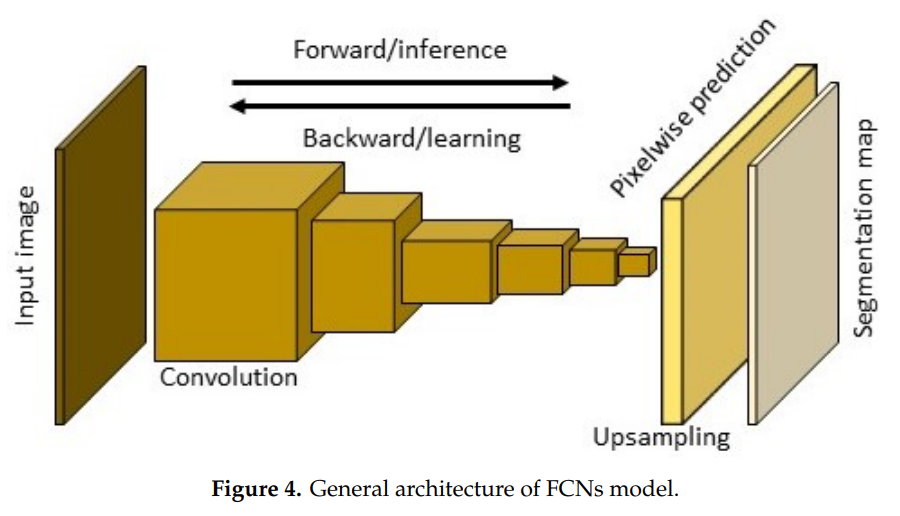 Forward/inference
Backward/learning
Input image
Convolution
Pixelwise prediction
Upsampling
Segmentation map
Figure 4. General architecture of FCNs model.